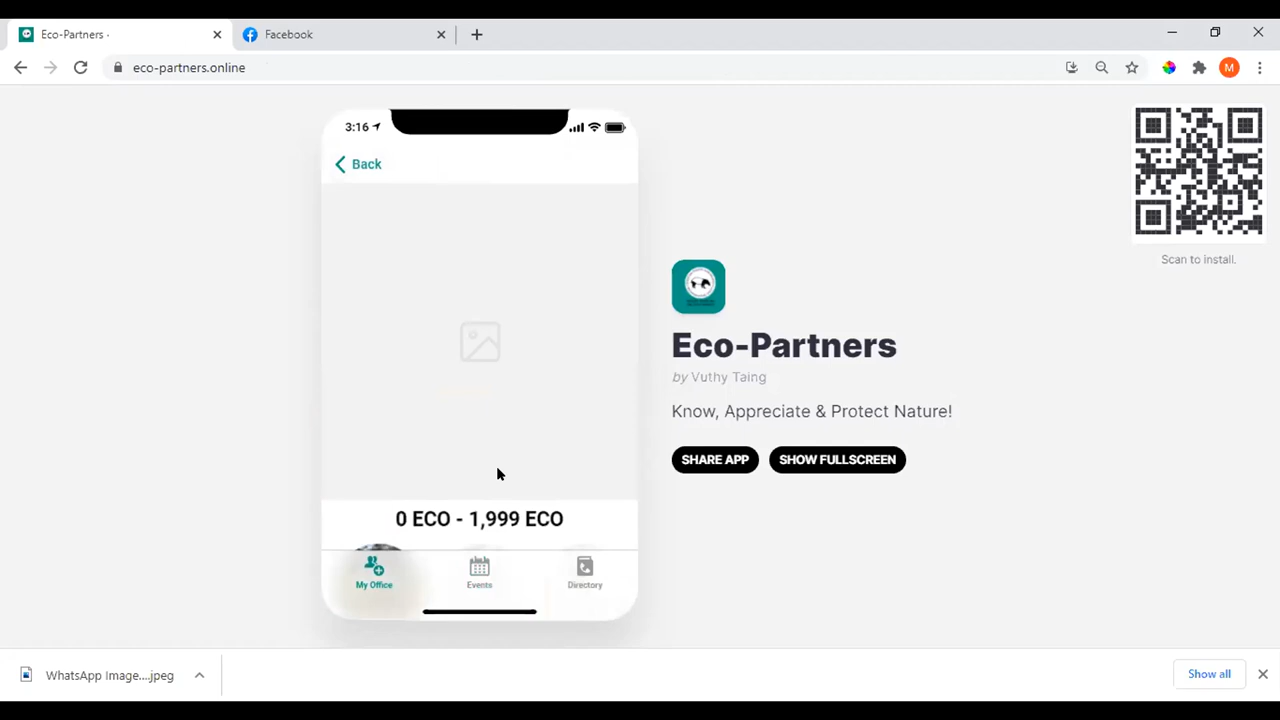 Eco-Partners ·
Facebook
eco-partners.online
M
3:16
Back
0 ECO - 1,999 ECO
My Office
Events
Directory
Eco-Partners
by Vuthy Taing
Know, Appreciate & Protect Nature!
SHARE APP
SHOW FULLSCREEN
Scan to install.
WhatsApp Image....jpeg
Show all